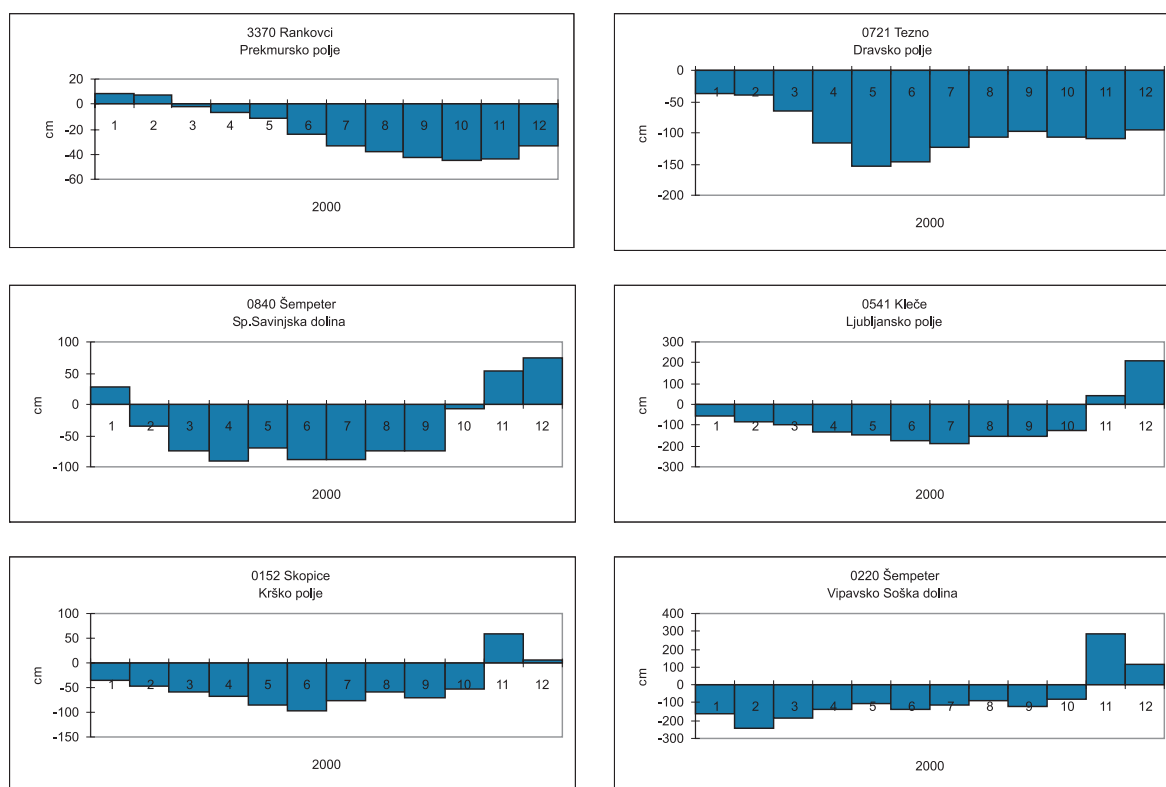 3370 Rankovci
Prekmursko polje
20
0
-20
-40
-60
cm
1 2 3 4 5 6 7 8 9 10 11 12
2000
0721 Tezno
Dravsko polje
0
-50
-100
-150
-200
cm
1 2 3 4 5 6 7 8 9 10 11 12
2000
0840 Šempeter
Sp.Savinjska dolina
100
50
0
-50
-100
cm
1 2 3 4 5 6 7 8 9 10 11 12
2000
0541 Kleče
Ljubljansko polje
300
200
100
0
-100
-200
-300
cm
1 2 3 4 5 6 7 8 9 10 11 12
2000
0152 Skopice
Krško polje
100
50
0
-50
-100
-150
cm
1 2 3 4 5 6 7 8 9 10 11 12
2000
0220 Šempeter
Vipavsko Soška dolina
400
300
200
100
0
-100
-200
-300
cm
1 2 3 4 5 6 7 8 9 10 11 12
2000